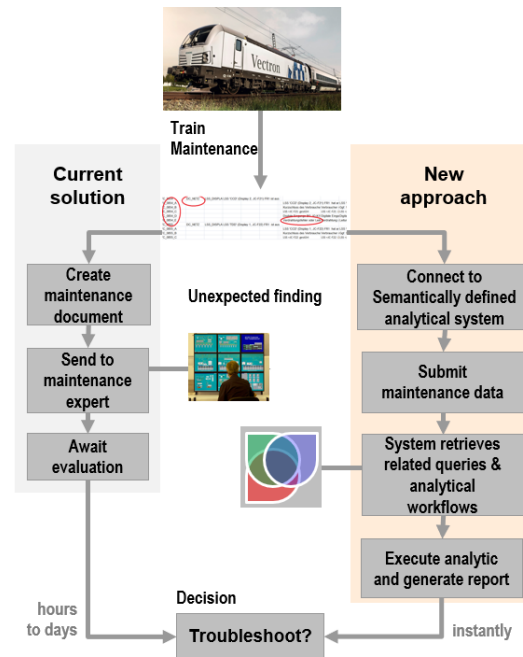 Vectron
Train
Maintenance
Current
solution
New
approach
Create
maintenance
document
Unexpected finding
Connect to
Semantically defined
analytical system
Send to
maintenance
expert
Submit
maintenance data
Await
evaluation
System retrieves
related queries &
analytical
workflows
Execute analytic
and generate report
hours
to days
Decision
Troubleshoot?
instantly